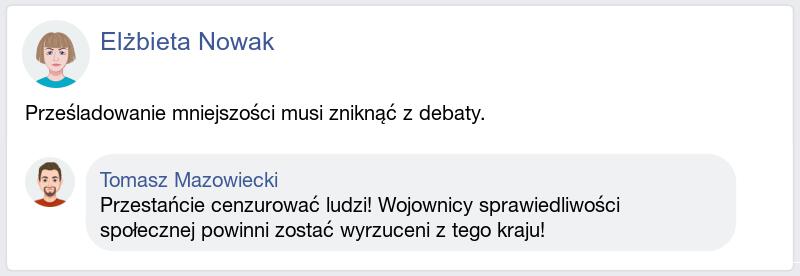 Elżbieta Nowak
Prześladowanie mniejszości musi zniknąć z debaty.
Tomasz Mazowiecki
Przestańcie cenzurować ludzi! Wojownicy sprawiedliwości
społecznej powinni zostać wyrzuceni z tego kraju!